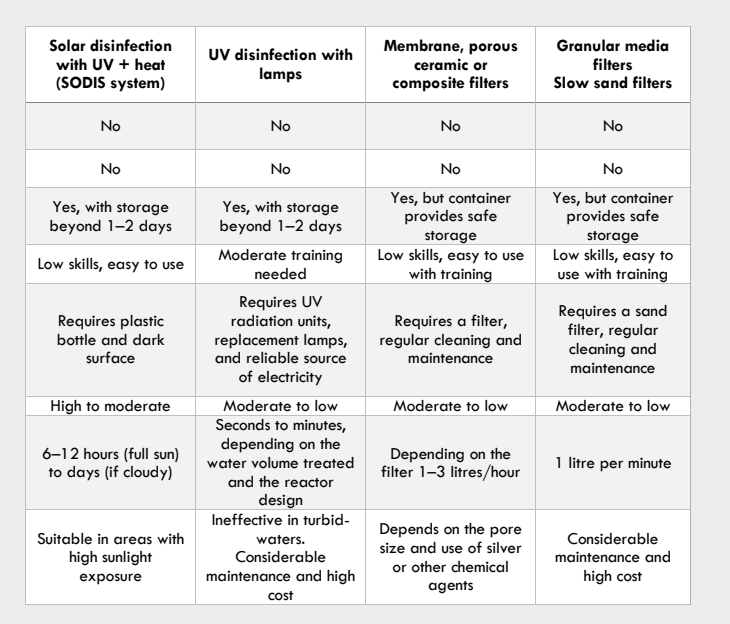 Solar disinfection
with UV + heat
(SODIS system)
UV disinfection with
lamps
Membrane, porous
ceramic or
composite filters
Granular media
filters
Slow sand filters
No
No
No
No
No
No
No
No
Yes, with storage
beyond 1–2 days
Yes, with storage
beyond 1–2 days
Yes, but container
provides safe
storage
Yes, but container
provides safe
storage
Low skills, easy to use
Moderate training
needed
Low skills, easy to use
with training
Low skills, easy to
use with training
Requires plastic
bottle and dark
surface
Requires UV
radiation units,
replacement lamps,
and reliable source
of electricity
Requires a filter,
regular cleaning and
maintenance
Requires a sand
filter, regular
cleaning and
maintenance
High to moderate
Moderate to low
Moderate to low
Moderate to low
6–12 hours (full sun)
to days (if cloudy)
Seconds to minutes,
depending on the
water volume treated
and the reactor
design
Depending on the
filter 1–3 litres/hour
1 litre per minute
Suitable in areas with
high sunlight
exposure
Ineffective in turbid-
waters.
Considerable
maintenance and high
cost
Depends on the pore
size and use of silver
or other chemical
agents
Considerable
maintenance and
high cost